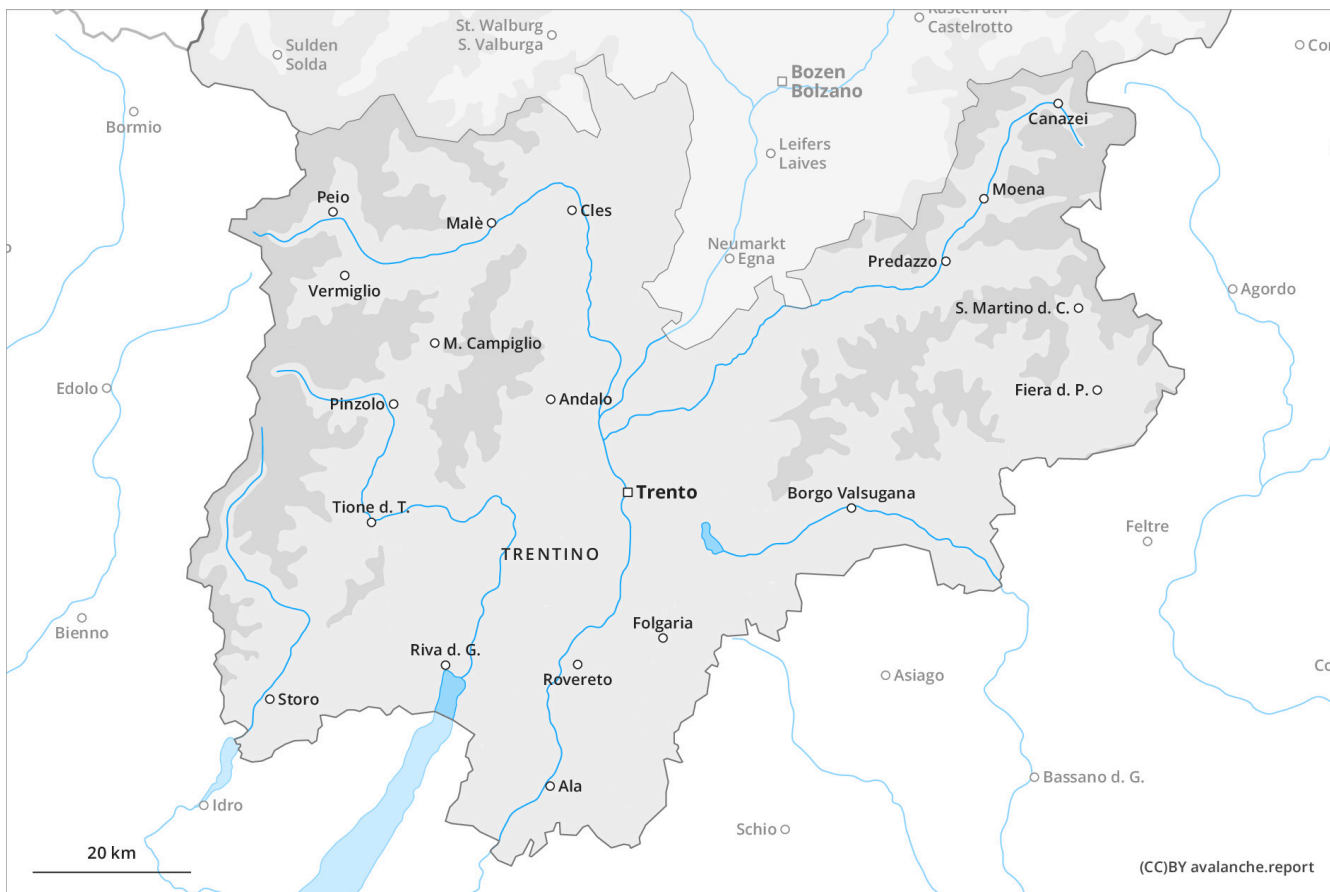 Kastelruth
Castelrotto
St. Walburg
S. Valburga
Sulden
Solda
Bozen
Bolzano
Bormio
Canazei
Leifers
Laives
Moena
Peio
Malè
Cles
Neumarkt
Egna
Predazzo
Vermiglio
Agordo
S. Martino d. C.
M. Campiglio
Edolo
Pinzolo
Andalo
Fiera d. P.
Trento
Borgo Valsugana
Tione d. T.
Feltre
TRENTINO
Bienno
Folgaria
Riva d. G.
Rovereto
Asiago
Storo
Bassano d. G.
Ala
Idro
Schio
20 km
(CC)BY avalanche.report